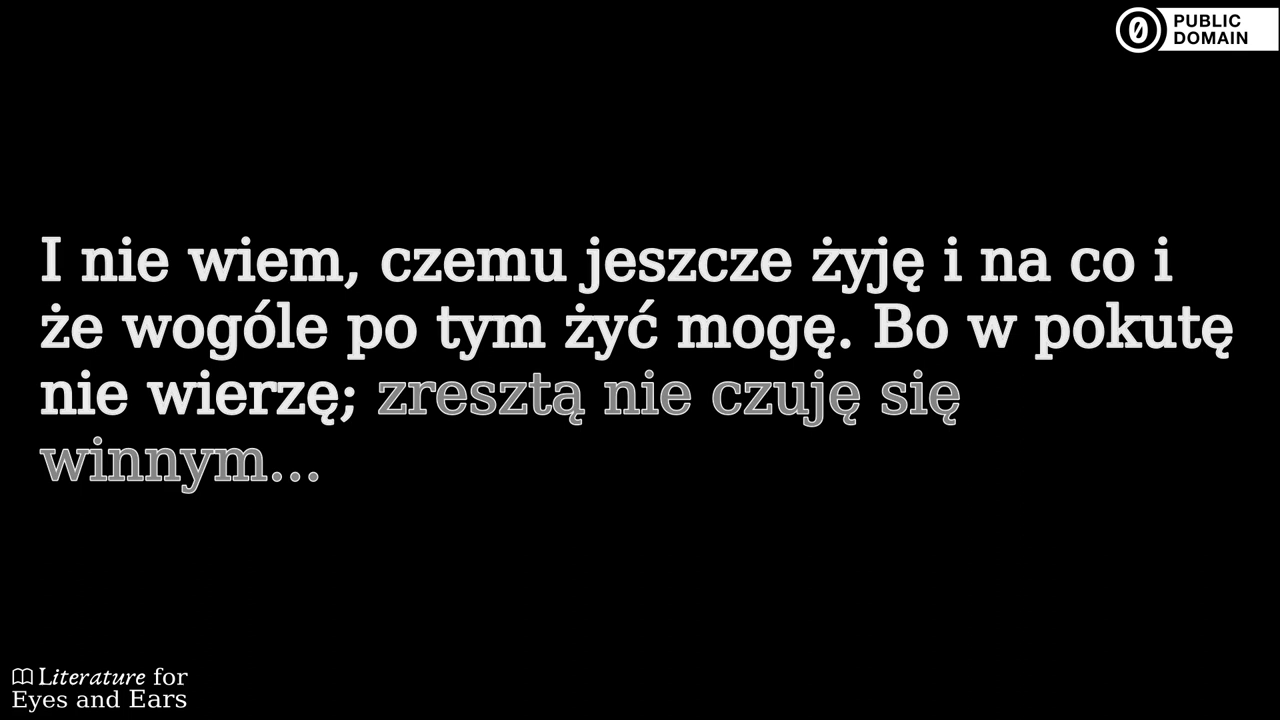 PUBLIC
DOMAIN
I nie wiem, czemu jeszcze żyję i na co i
że wogóle po tym żyć mogę. Bo w pokutę
nie wierzę; zresztą nie czuję się
winnym...
Literature for
Eyes and Ears